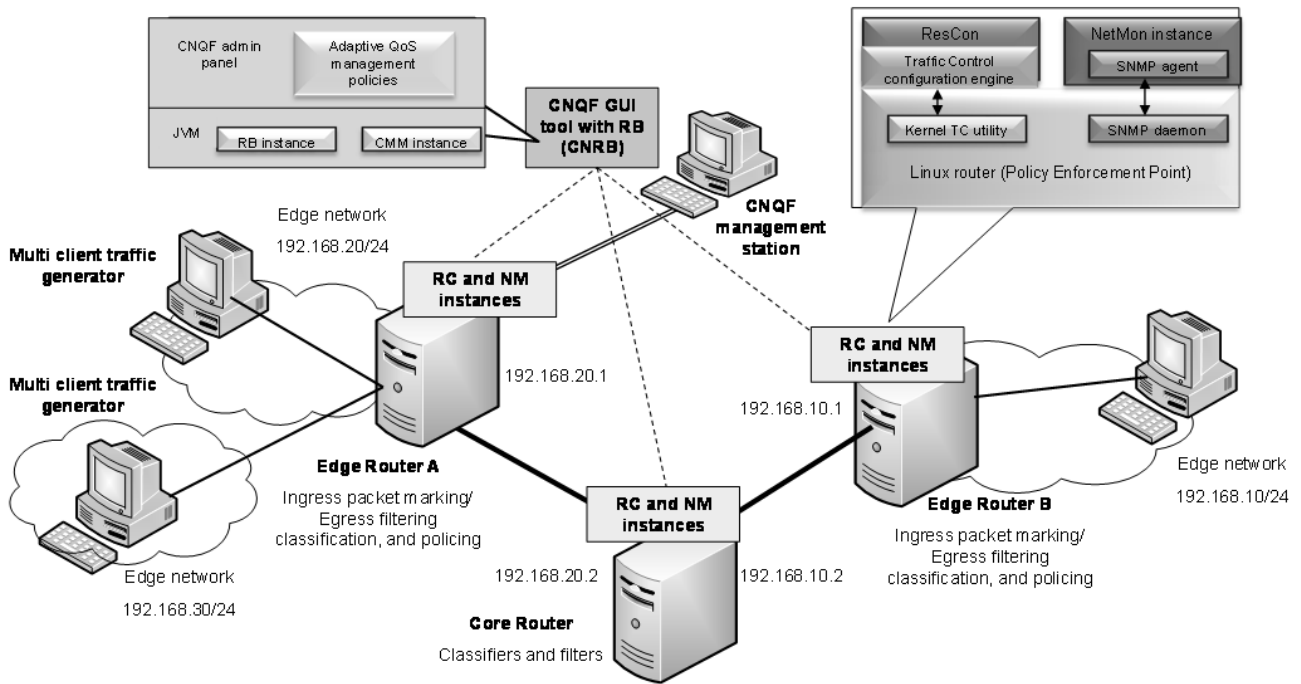 CNQF admin
panel
Adaptive QoS
management
policies
JVM
RB instance
CMM instance
CNQF GUI
tool with RB
(CNRB)
ResCon
Traffic Control
configuration engine
NetMon instance
SNMP agent
Kernel TC utility
SNMP daemon
Linux router (Policy Enforcement Point)
CNQF
management
station
Edge network
192.168.20/24
Multi client traffic
generator
RC and NM
instances
192.168.20.1
Multi client traffic
generator
Edge network
192.168.30/24
Edge Router A
Ingress packet marking/
Egress filtering
classification, and policing
RC and NM
instances
192.168.10.1
Edge network
192.168.10/24
Edge Router B
Ingress packet marking/
Egress filtering
classification, and policing
RC and NM
instances
192.168.20.2
192.168.10.2
Core Router
Classifiers and filters